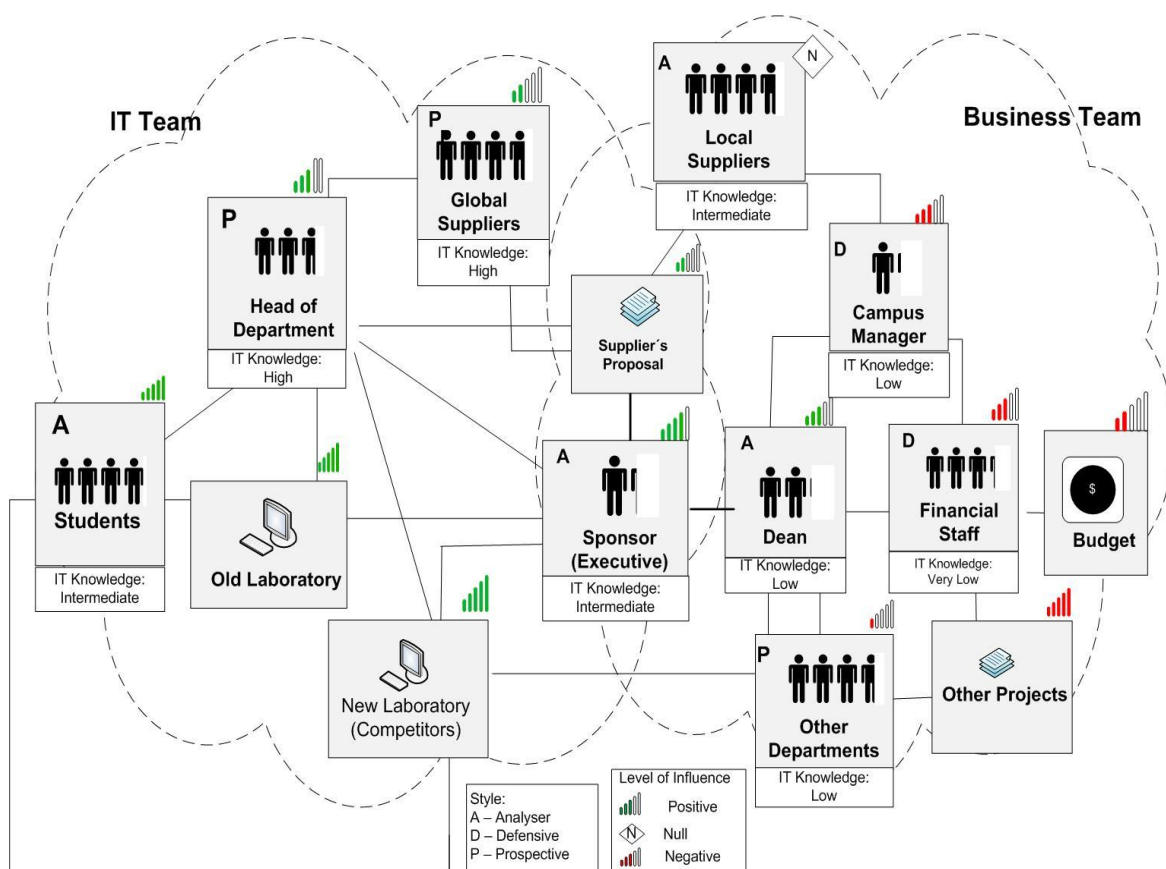 IT Team
Business Team
P
Global
Suppliers
IT Knowledge:
High
A
N
Local
Suppliers
IT Knowledge:
Intermediate
P
Head of
Department
IT Knowledge:
High
Supplier´s
Proposal
D
Campus
Manager
IT Knowledge:
Low
A
Students
IT Knowledge:
Intermediate
Old Laboratory
A
Sponsor
(Executive)
IT Knowledge:
Intermediate
A
Dean
IT Knowledge:
Low
D
Financial
Staff
IT Knowledge:
Very Low
$
Budget
New Laboratory
(Competitors)
P
Other
Departments
IT Knowledge:
Low
Other Projects
Style:
A – Analyser
D – Defensive
P – Prospective
Level of Influence
Positive
N
Null
Negative